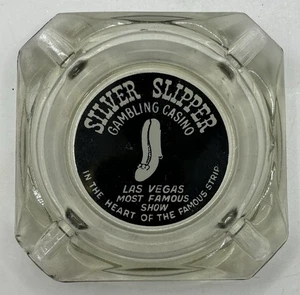 SILVER SLIPPER
GAMBLING CASINO
LAS VEGAS
MOST FAMOUS
SHOW
IN THE HEART OF THE FAMOUS STRIP